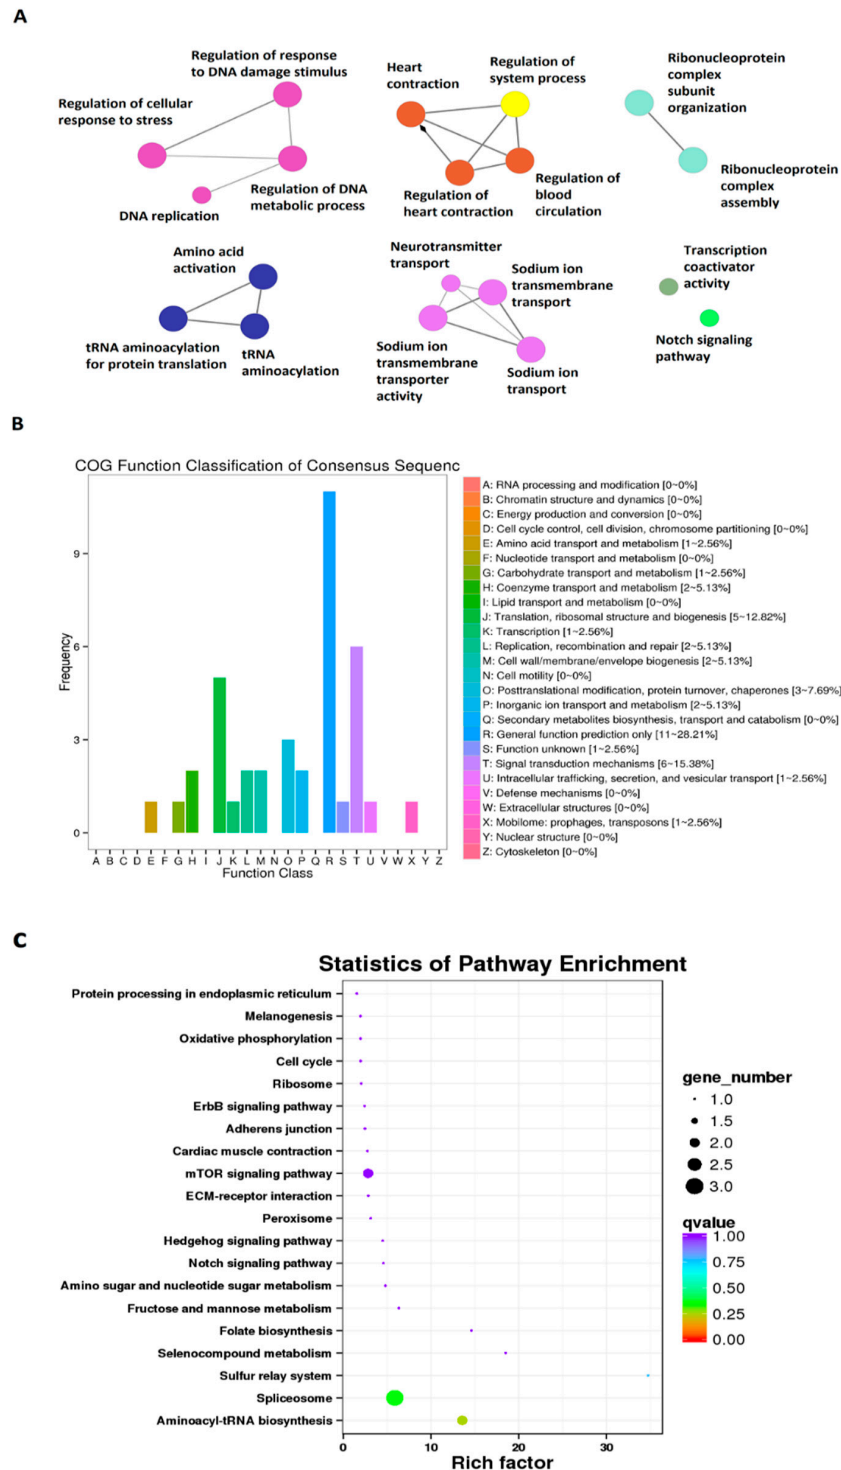 A
Regulation of response
to DNA damage stimulus
Regulation of cellular
response to stress
DNA replication
Regulation of DNA
metabolic process
Heart
contraction
Regulation of
system process
Regulation of
heart contraction
Regulation of
blood
circulation
Ribonucleoprotein
complex
subunit
organization
Ribonucleoprotein
complex
assembly
Amino acid
activation
tRNA aminoacylation
for protein translation
tRNA
aminoacylation
Neurotransmitter
transport
Sodium ion
transmembrane
transport
Sodium ion
transmembrane
transporter
activity
Sodium ion
transport
Transcription
coactivator
activity
Notch signaling
pathway
B
COG Function Classification of Consensus Sequenc
Frequency
9
6
3
0
A B C D E F G H I J K L M N O P Q R S T U V W X Y Z
Function Class
A: RNA processing and modification [0~0%]
B: Chromatin structure and dynamics [0~0%]
C: Energy production and conversion [0~0%]
D: Cell cycle control, cell division, chromosome partitioning [0~0%]
E: Amino acid transport and metabolism [1~2.56%]
F: Nucleotide transport and metabolism [0~0%]
G: Carbohydrate transport and metabolism [1~2.56%]
H: Coenzyme transport and metabolism [2~5.13%]
I: Lipid transport and metabolism [0~0%]
J: Translation, ribosomal structure and biogenesis [5~12.82%]
K: Transcription [1~2.56%]
L: Replication, recombination and repair [2~5.13%]
M: Cell wall/membrane/envelope biogenesis [2~5.13%]
N: Cell motility [0~0%]
O: Posttranslational modification, protein turnover, chaperones [3~7.69%]
P: Inorganic ion transport and metabolism [2~5.13%]
Q: Secondary metabolites biosynthesis, transport and catabolism [0~0%]
R: General function prediction only [11~28.21%]
S: Function unknown [1~2.56%]
T: Signal transduction mechanisms [6~15.38%]
U: Intracellular trafficking, secretion, and vesicular transport [1~2.56%]
V: Defense mechanisms [0~0%]
W: Extracellular structures [0~0%]
X: Mobilome: prophages, transposons [1~2.56%]
Y: Nuclear structure [0~0%]
Z: Cytoskeleton [0~0%]
C
Statistics of Pathway Enrichment
Protein processing in endoplasmic reticulum
Melanogenesis
Oxidative phosphorylation
Cell cycle
Ribosome
ErbB signaling pathway
Adherens junction
Cardiac muscle contraction
mTOR signaling pathway
ECM-receptor interaction
Peroxisome
Hedgehog signaling pathway
Notch signaling pathway
Amino sugar and nucleotide sugar metabolism
Fructose and mannose metabolism
Folate biosynthesis
Selenocompound metabolism
Sulfur relay system
Spliceosome
Aminoacyl-tRNA biosynthesis
0 10 20 30
Rich factor
gene_number
1.0
1.5
2.0
2.5
3.0
qvalue
1.00
0.75
0.50
0.25
0.00